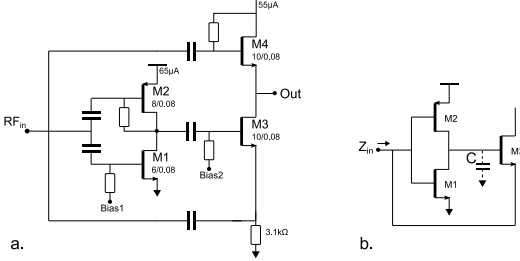 55µA
M4
10/0.08
65µA
M2
8/0.08
RFin
Out
M3
10/0.08
M1
6/0.08
Bias2
Bias1
3.1kΩ
a.
M2
Zin
C
M1
b.